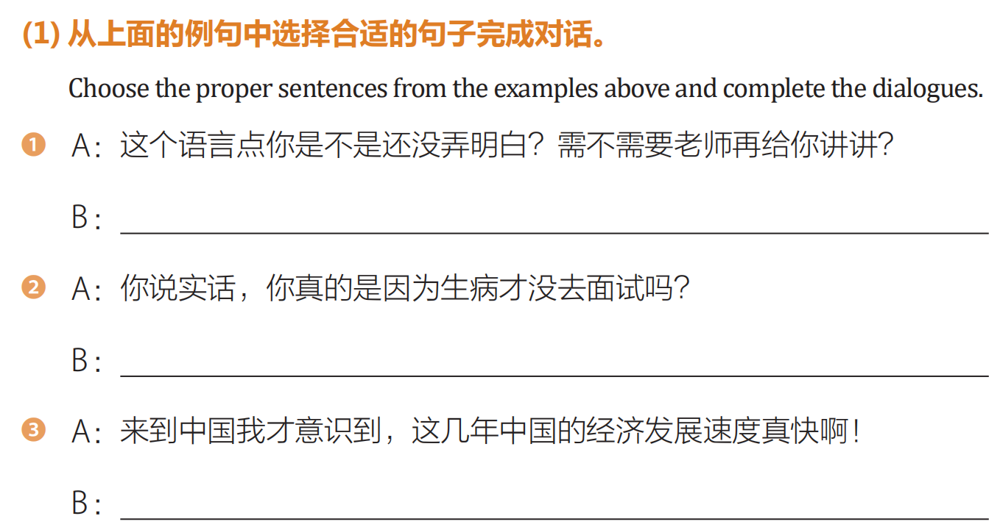 (1) 从上面的例句中选择合适的句子完成对话。
Choose the proper sentences from the examples above and complete the dialogues.
1 A：这个语言点你是不是还没弄明白？需不需要老师再给你讲讲？
B：
2 A：你说实话，你真的是因为生病才没去面试吗？
B：
3 A：来到中国我才意识到，这几年中国的经济发展速度真快啊！
B：